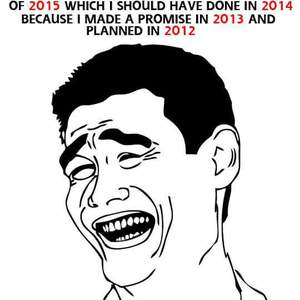 OF 2015 WHICH I SHOULD HAVE DONE IN 2014
BECAUSE I MADE A PROMISE IN 2013 AND
PLANNED IN 2012